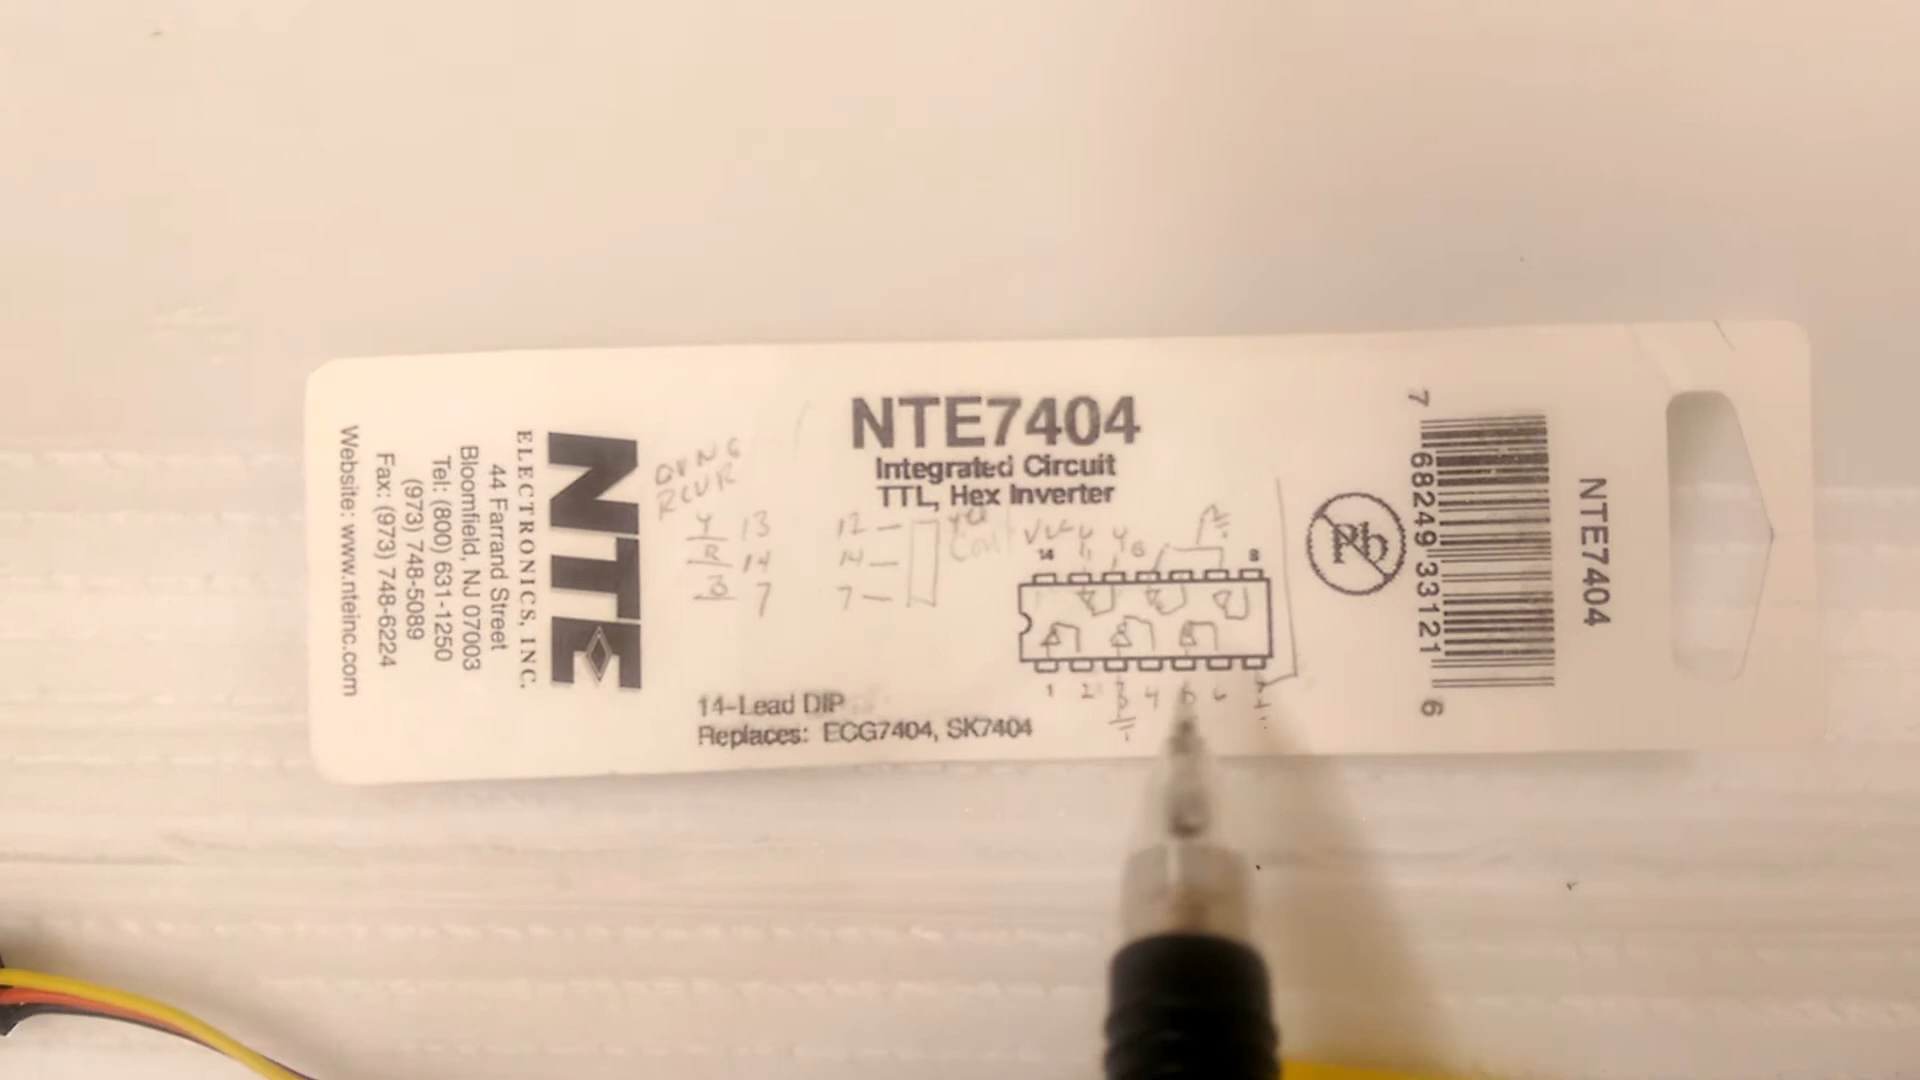 NTE7404
Integrated Circuit
TTL, Hex Inverter
NTE
ELECTRONICS, INC.
44 Farrand Street
Bloomfield, NJ 07003
Tel: (800) 631-1250
(973) 748-5089
Fax: (973) 748-6224
Website: www.nteinc.com
RCVR
Y 13
R 14
B 7
12
14
7
14
8
1 2 3 4 5 6 7
14-Lead DIP
Replaces: ECG7404, SK7404
7 68249 33121 6
NTE7404